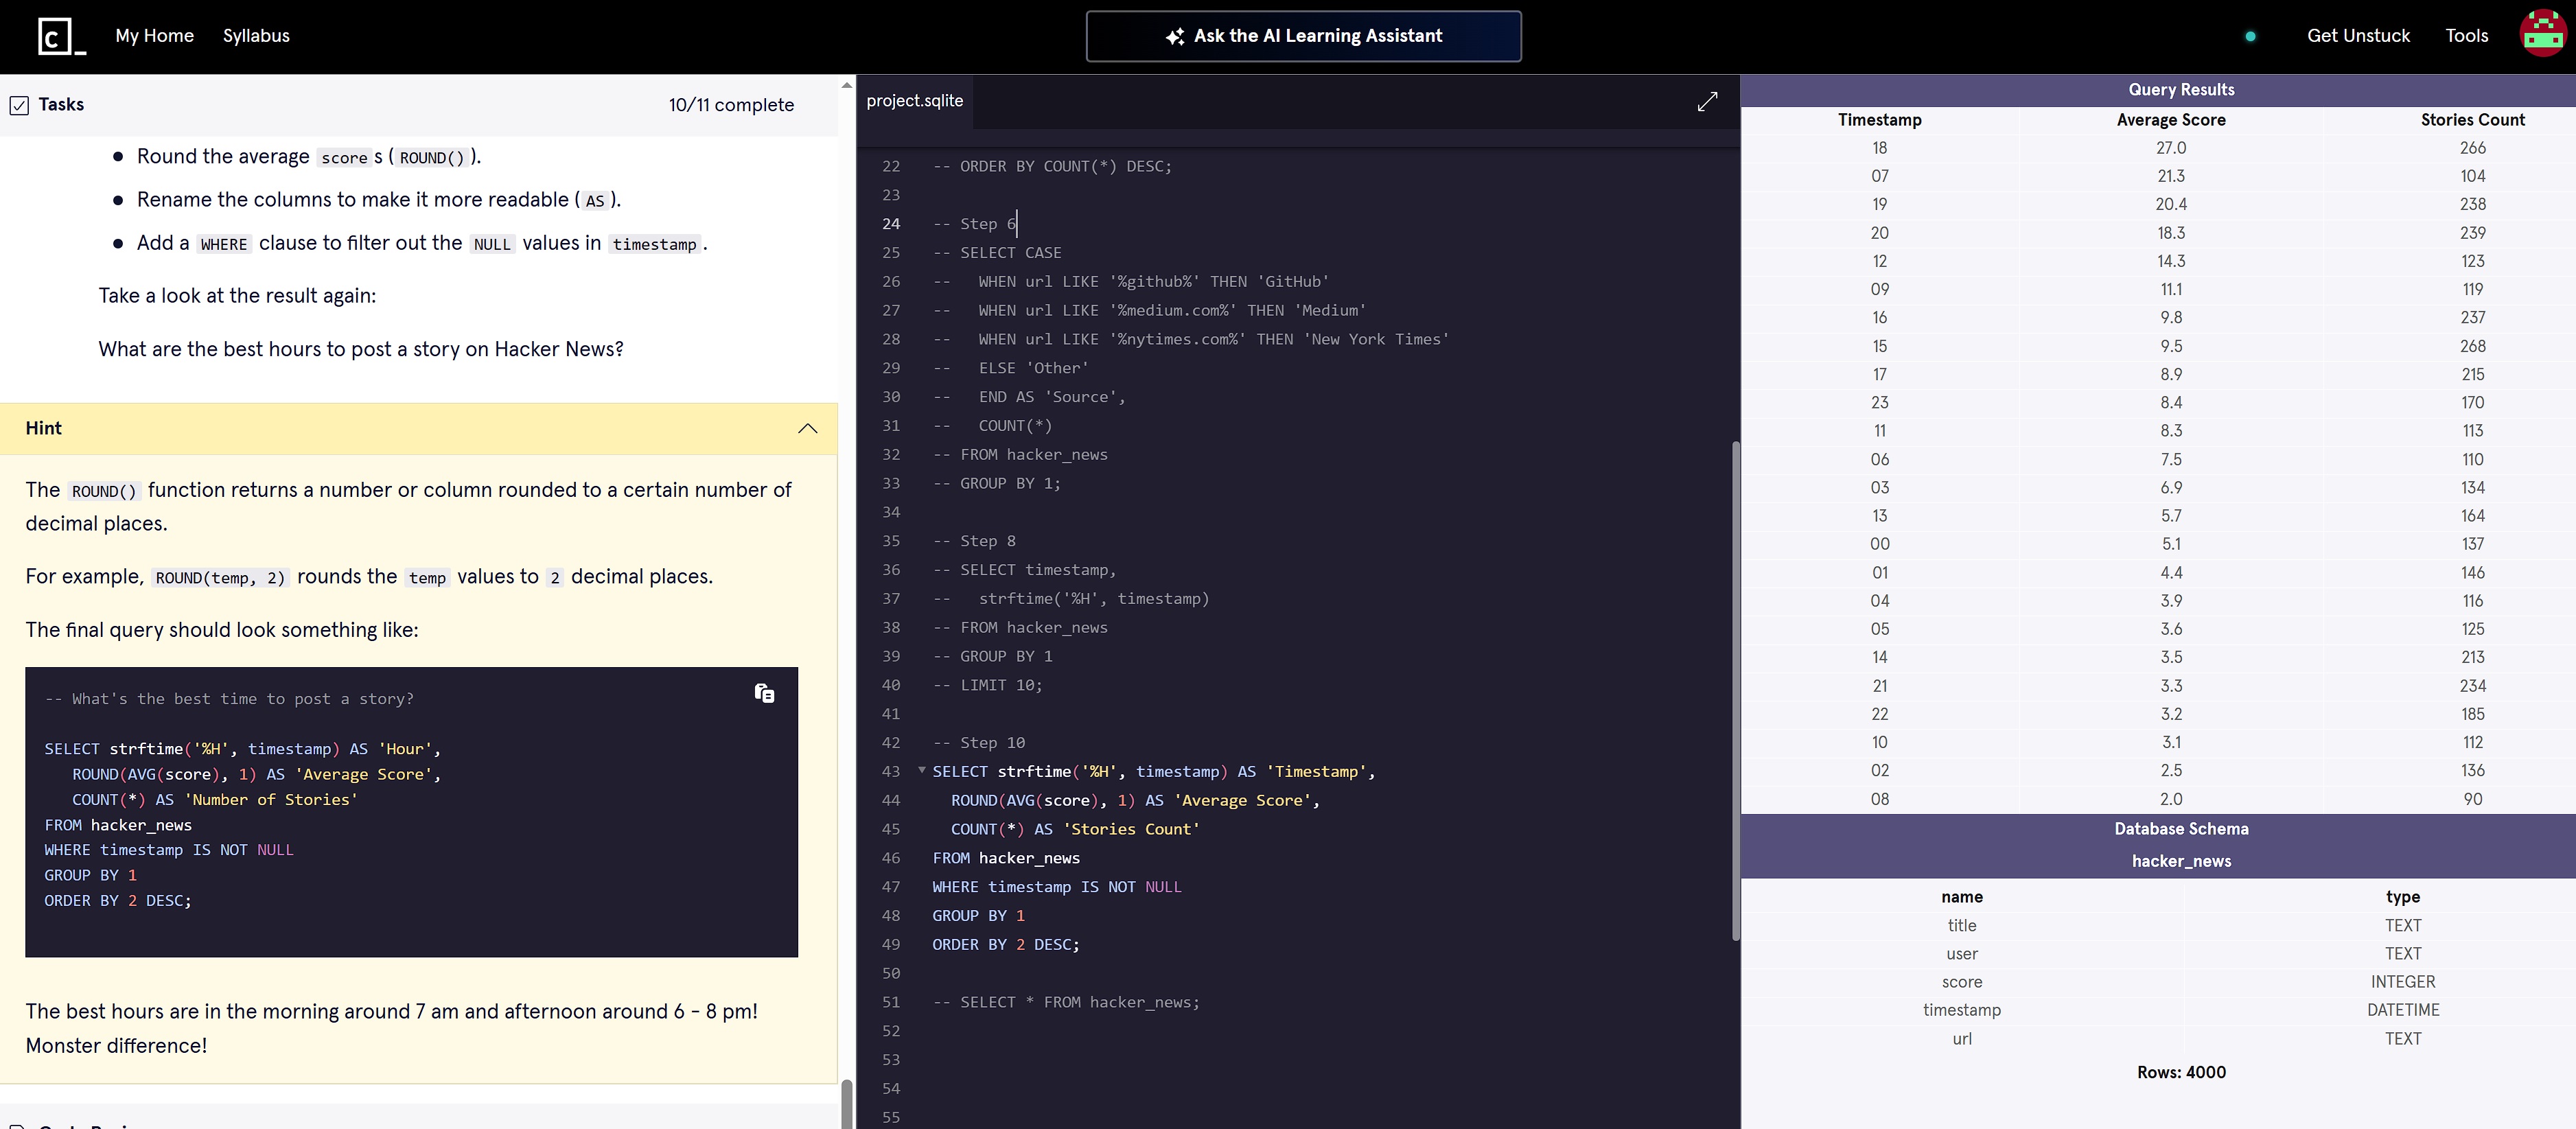 C_
My Home
Syllabus
Ask the AI Learning Assistant
Get Unstuck
Tools
Tasks
10/11 complete
Round the average scores (ROUND()).
Rename the columns to make it more readable (AS).
Add a WHERE clause to filter out the NULL values in timestamp.
Take a look at the result again:
What are the best hours to post a story on Hacker News?
Hint
The ROUND() function returns a number or column rounded to a certain number of
decimal places.
For example, ROUND(temp, 2) rounds the temp values to 2 decimal places.
The final query should look something like:
-- What's the best time to post a story?
SELECT strftime('%H', timestamp) AS 'Hour',
ROUND(AVG(score), 1) AS 'Average Score',
COUNT(*) AS 'Number of Stories'
FROM hacker_news
WHERE timestamp IS NOT NULL
GROUP BY 1
ORDER BY 2 DESC;
The best hours are in the morning around 7 am and afternoon around 6 - 8 pm!
Monster difference!
project.sqlite
22 -- ORDER BY COUNT(*) DESC;
23
24 -- Step 6
25 -- SELECT CASE
26 -- WHEN url LIKE '%github%' THEN 'GitHub'
27 -- WHEN url LIKE '%medium.com%' THEN 'Medium'
28 -- WHEN url LIKE '%nytimes.com%' THEN 'New York Times'
29 -- ELSE 'Other'
30 -- END AS 'Source',
31 -- COUNT(*)
32 -- FROM hacker_news
33 -- GROUP BY 1;
34
35 -- Step 8
36 -- SELECT timestamp,
37 -- strftime('%H', timestamp)
38 -- FROM hacker_news
39 -- GROUP BY 1
40 -- LIMIT 10;
41
42 -- Step 10
43 SELECT strftime('%H', timestamp) AS 'Timestamp',
44 ROUND(AVG(score), 1) AS 'Average Score',
45 COUNT(*) AS 'Stories Count'
46 FROM hacker_news
47 WHERE timestamp IS NOT NULL
48 GROUP BY 1
49 ORDER BY 2 DESC;
50
51 -- SELECT * FROM hacker_news;
52
53
54
55
Query Results
Timestamp Average Score Stories Count
18 27.0 266
07 21.3 104
19 20.4 238
20 18.3 239
12 14.3 123
09 11.1 119
16 9.8 237
15 9.5 268
17 8.9 215
23 8.4 170
11 8.3 113
06 7.5 110
03 6.9 134
13 5.7 164
00 5.1 137
01 4.4 146
04 3.9 116
05 3.6 125
14 3.5 213
21 3.3 234
22 3.2 185
10 3.1 112
02 2.5 136
08 2.0 90
Database Schema
hacker_news
name type
title TEXT
user TEXT
score INTEGER
timestamp DATETIME
url TEXT
Rows: 4000